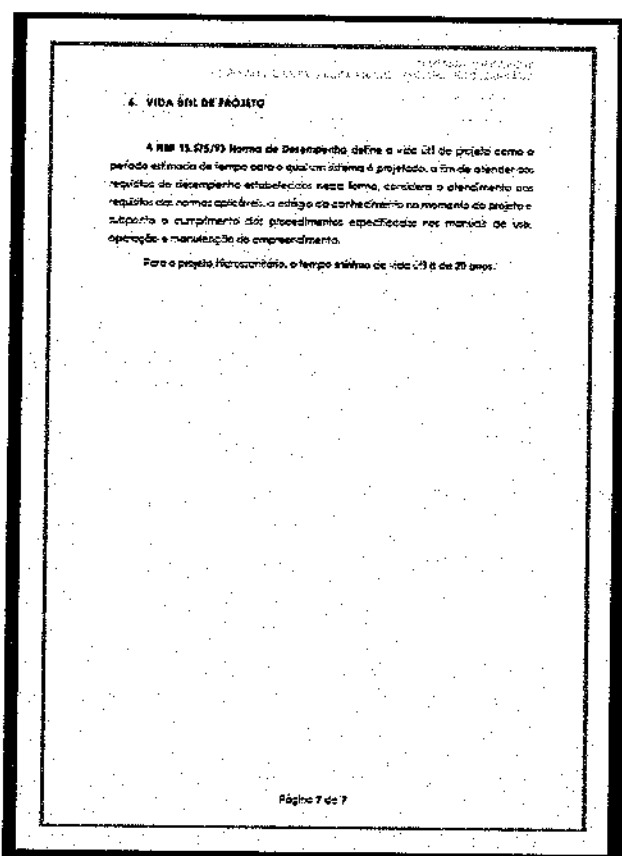 6. VIDA ÚTIL DE PROJETO
A NBR 15.575/93 Norma de Desempenho, define a vida útil de projeto como o
período estimado de tempo para o qual um sistema é projetado, a fim de atender aos
requisitos de desempenho estabelecidos nesta Norma, considera o atendimento aos
requisitos das normas aplicáveis, o estágio do conhecimento no momento do projeto e
suposto o cumprimento dos procedimentos especificados nos manuais de uso,
operação e manutenção do empreendimento.
Para o projeto Hidrossanitário, o tempo mínimo de vida útil é de 20 anos.
Página 7 de 7